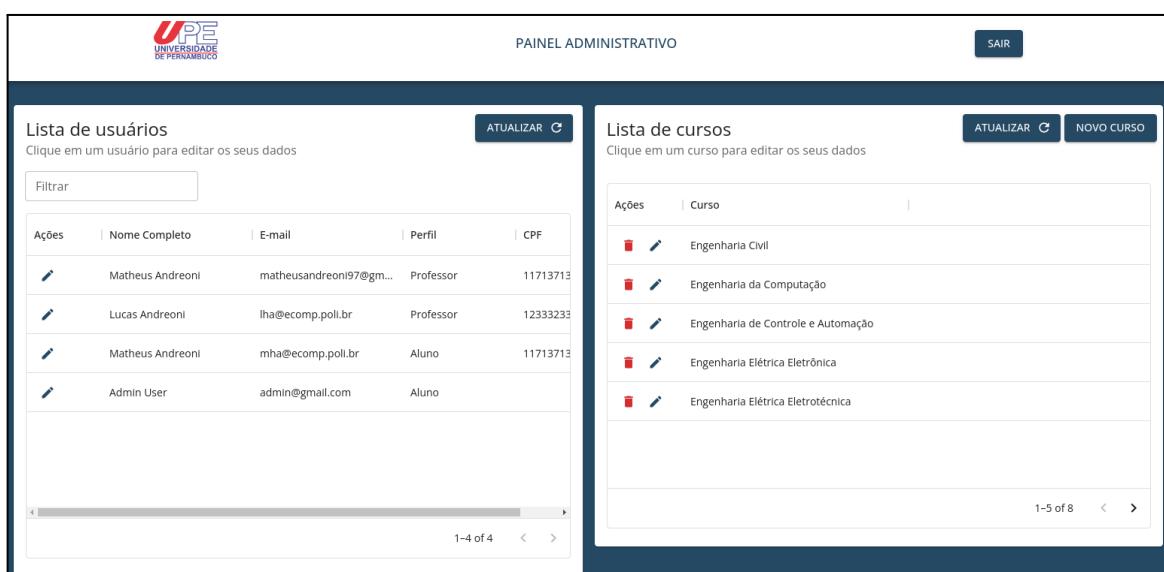 UPE
UNIVERSIDADE
DE PERNAMBUCO
PAINEL ADMINISTRATIVO
SAIR
Lista de usuários
ATUALIZAR
Clique em um usuário para editar os seus dados
Filtrar
Ações Nome Completo E-mail Perfil CPF
Matheus Andreoni matheusandreoni97@gm... Professor 11713713
Lucas Andreoni lha@ecomp.poli.br Professor 12333233
Matheus Andreoni mha@ecomp.poli.br Aluno 11713713
Admin User admin@gmail.com Aluno
1–4 of 4
Lista de cursos
ATUALIZAR
NOVO CURSO
Clique em um curso para editar os seus dados
Ações Curso
Engenharia Civil
Engenharia da Computação
Engenharia de Controle e Automação
Engenharia Elétrica Eletrônica
Engenharia Elétrica Eletrotécnica
1–5 of 8